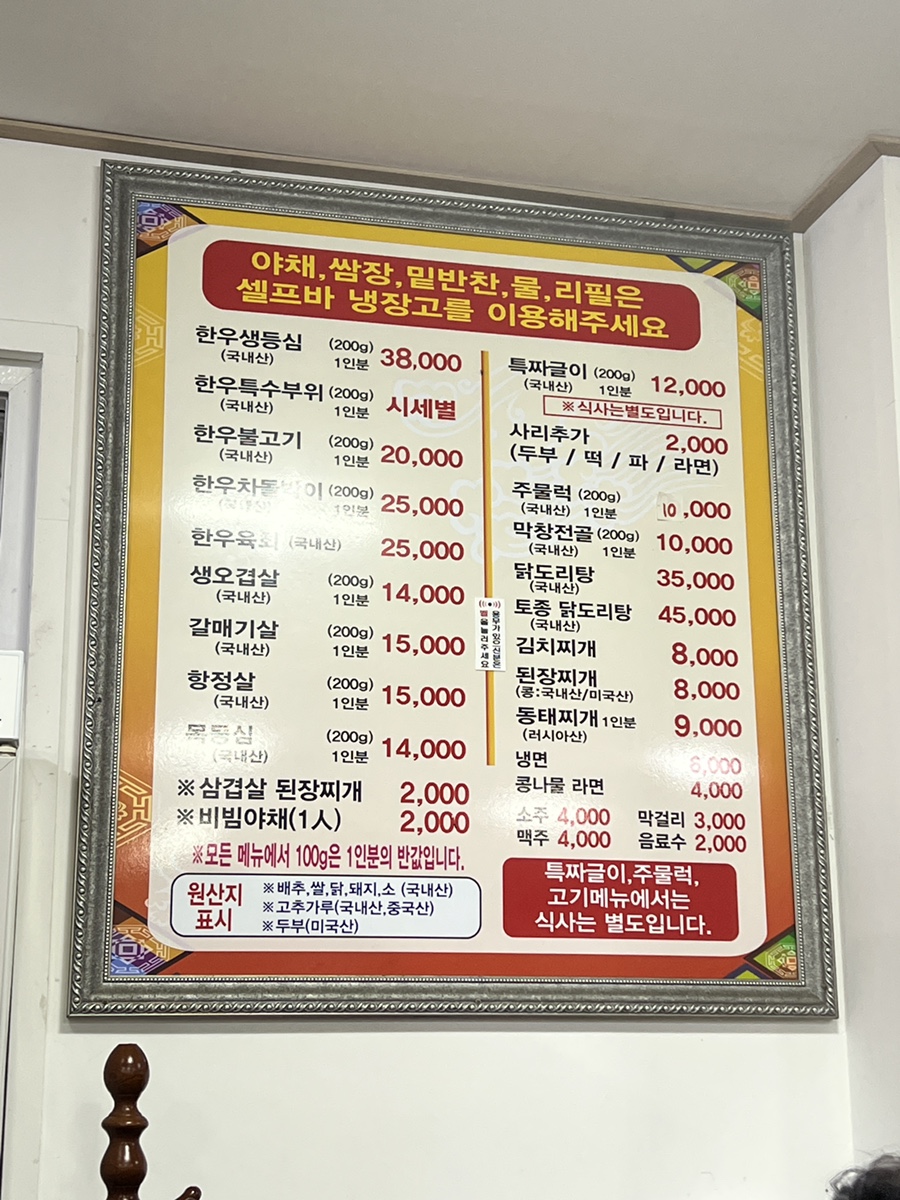 야채,쌈장,밑반찬,물,리필은
셀프바 냉장고를 이용해주세요
한우생등심 (200g) 38,000
(국내산) 1인분
한우특수부위 (200g) 시세별
(국내산) 1인분
한우불고기 (200g) 20,000
(국내산) 1인분
한우차돌박이 (200g) 25,000
(국내산) 1인분
한우육회 (국내산) 25,000
생오겹살 (200g) 14,000
(국내산) 1인분
갈매기살 (200g) 15,000
(국내산) 1인분
항정살 (200g) 15,000
(국내산) 1인분
목등심 (200g) 14,000
(국내산) 1인분
※삼겹살 된장찌개 2,000
※비빔야채(1人) 2,000
※모든 메뉴에서 100g은 1인분의 반값입니다.
원산지
표시
※배추,쌀,닭,돼지,소 (국내산)
※고추가루(국내산,중국산)
※두부(미국산)
벨을눌러주세요
특짜글이 (200g) 12,000
(국내산) 1인분
※식사는별도입니다.
사리추가 2,000
(두부 / 떡 / 파 / 라면)
주물럭 (200g) 10,000
(국내산) 1인분
막창전골 (200g) 10,000
(국내산) 1인분
닭도리탕 35,000
(국내산)
토종 닭도리탕 45,000
(국내산)
김치찌개 8,000
된장찌개 8,000
(콩:국내산/미국산)
동태찌개 1인분 9,000
(러시아산)
냉면 6,000
콩나물 라면 4,000
소주 4,000 막걸리 3,000
맥주 4,000 음료수 2,000
특짜글이,주물럭,
고기메뉴에서는
식사는 별도입니다.